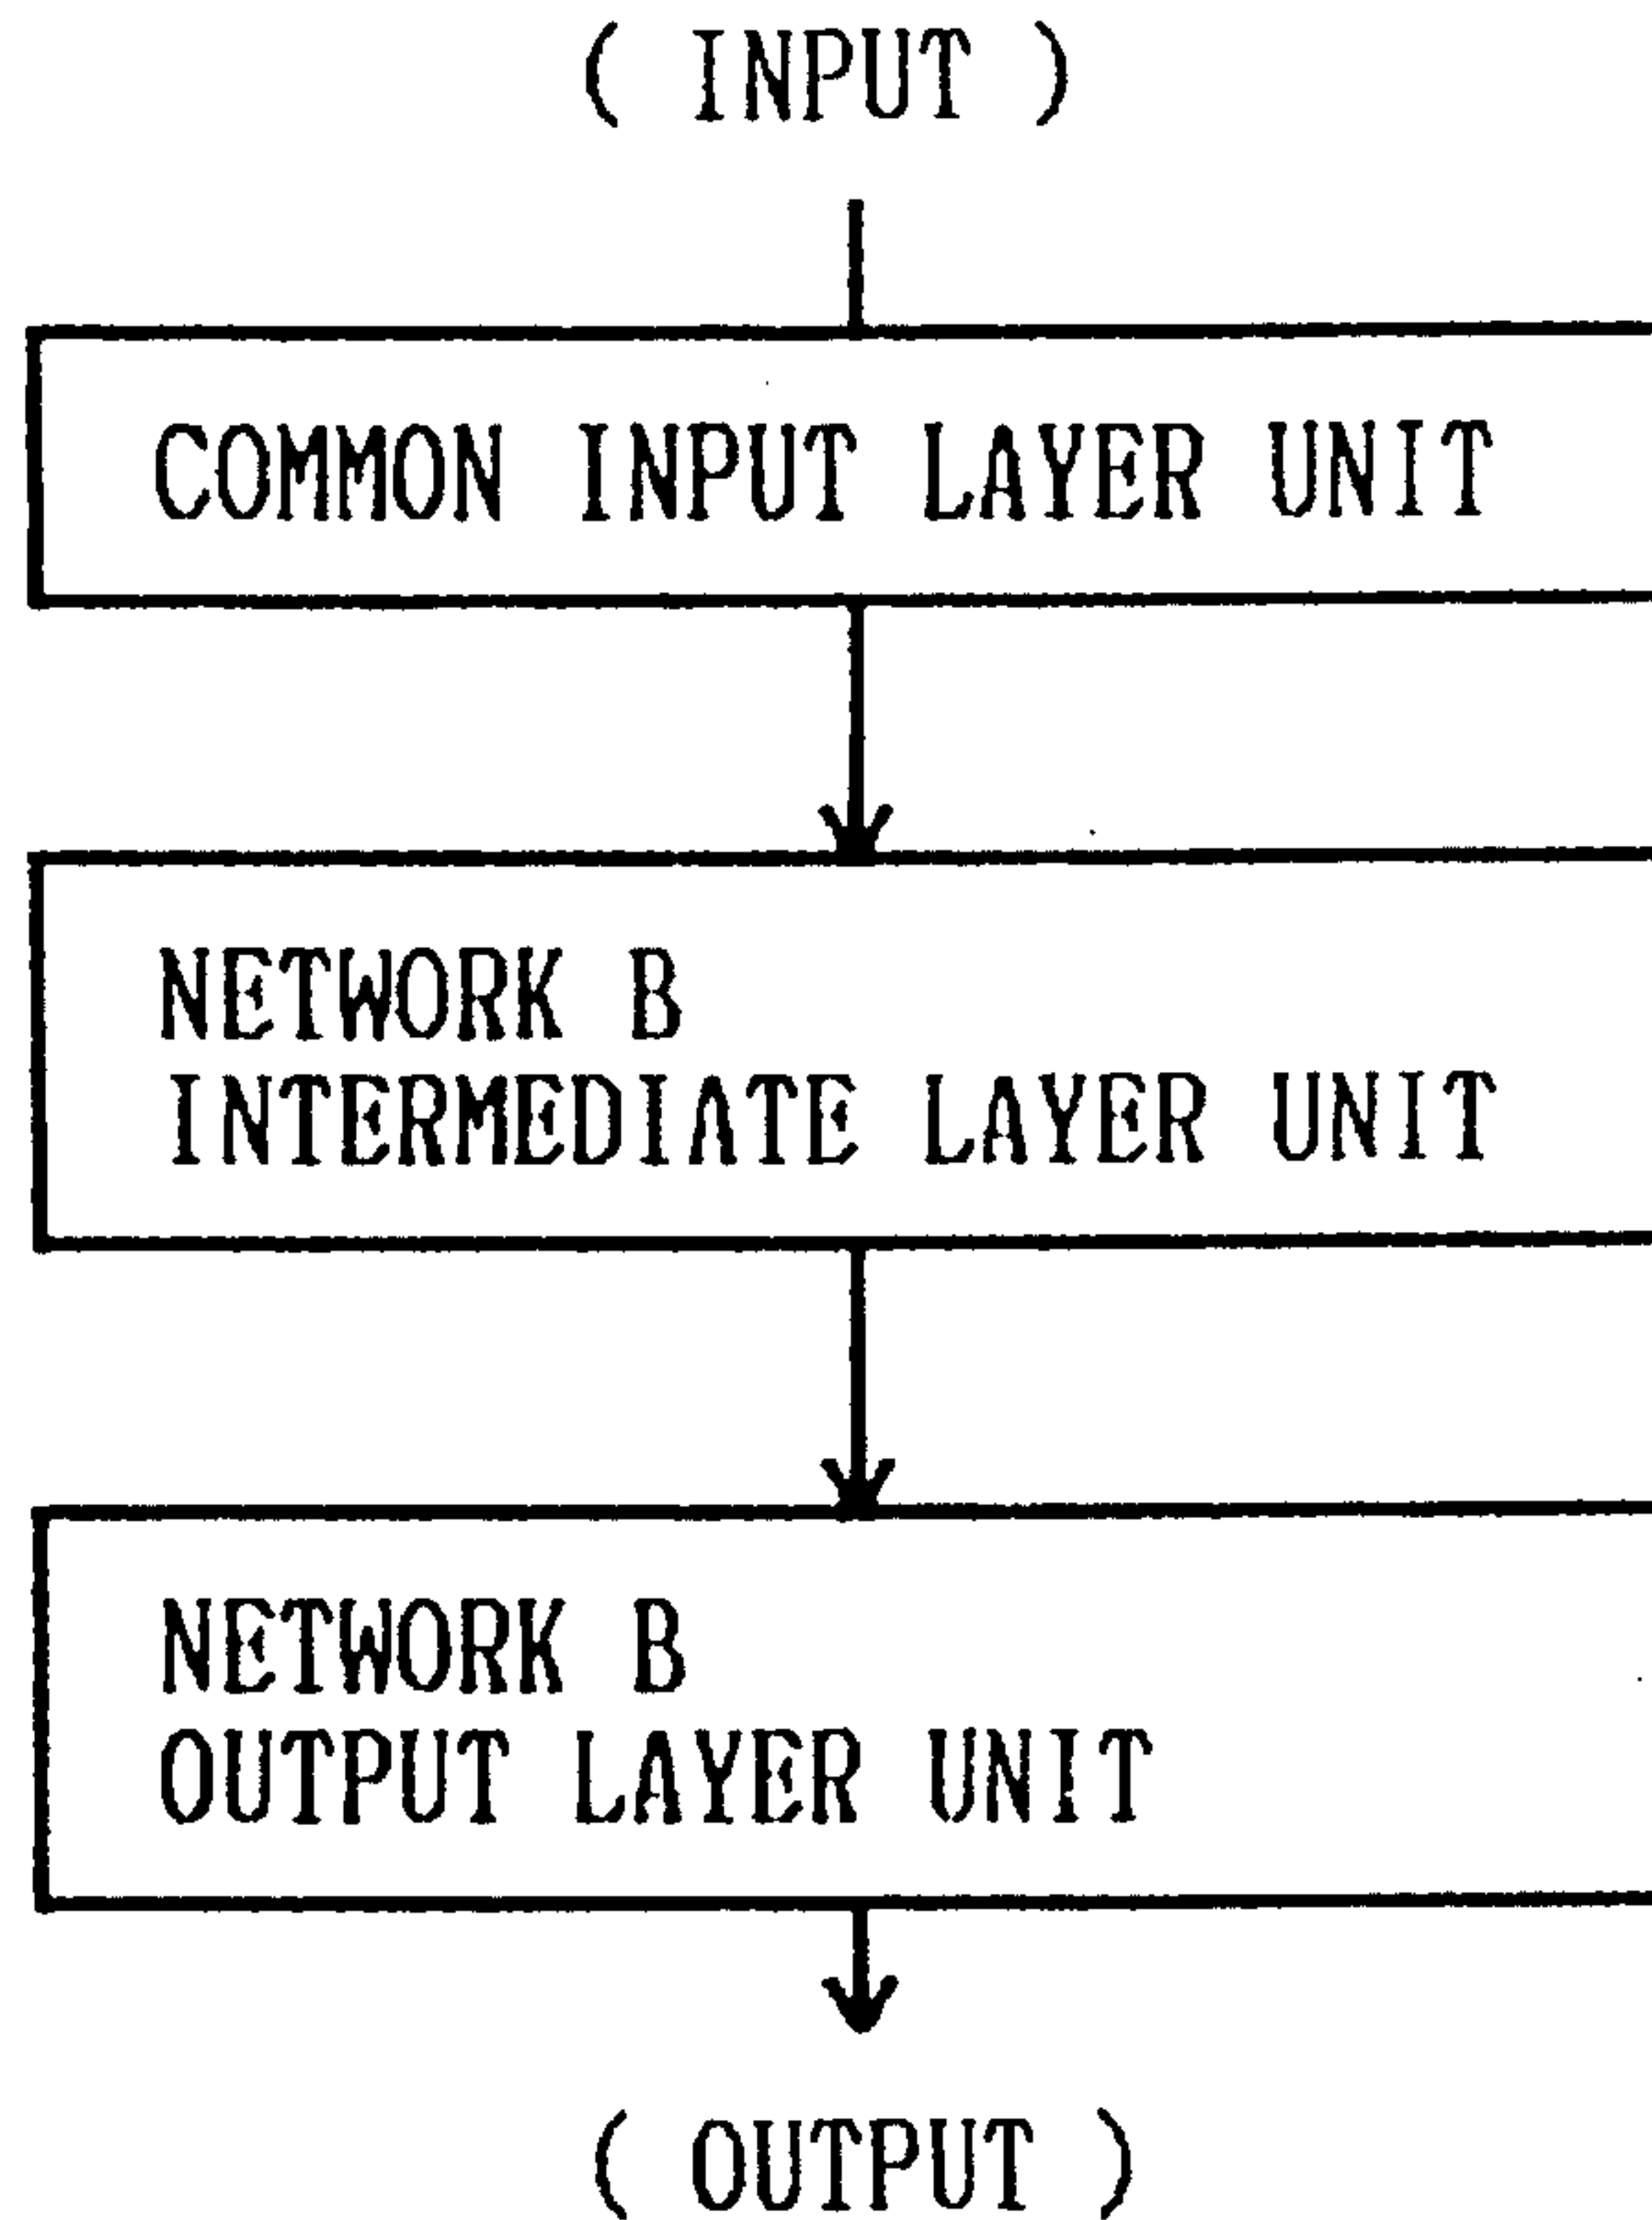 ( INPUT )
COMMON INPUT LAYER UNIT
NETWORK B
INTERMEDIATE LAYER UNIT
NETWORK B
OUTPUT LAYER UNIT
( OUTPUT )